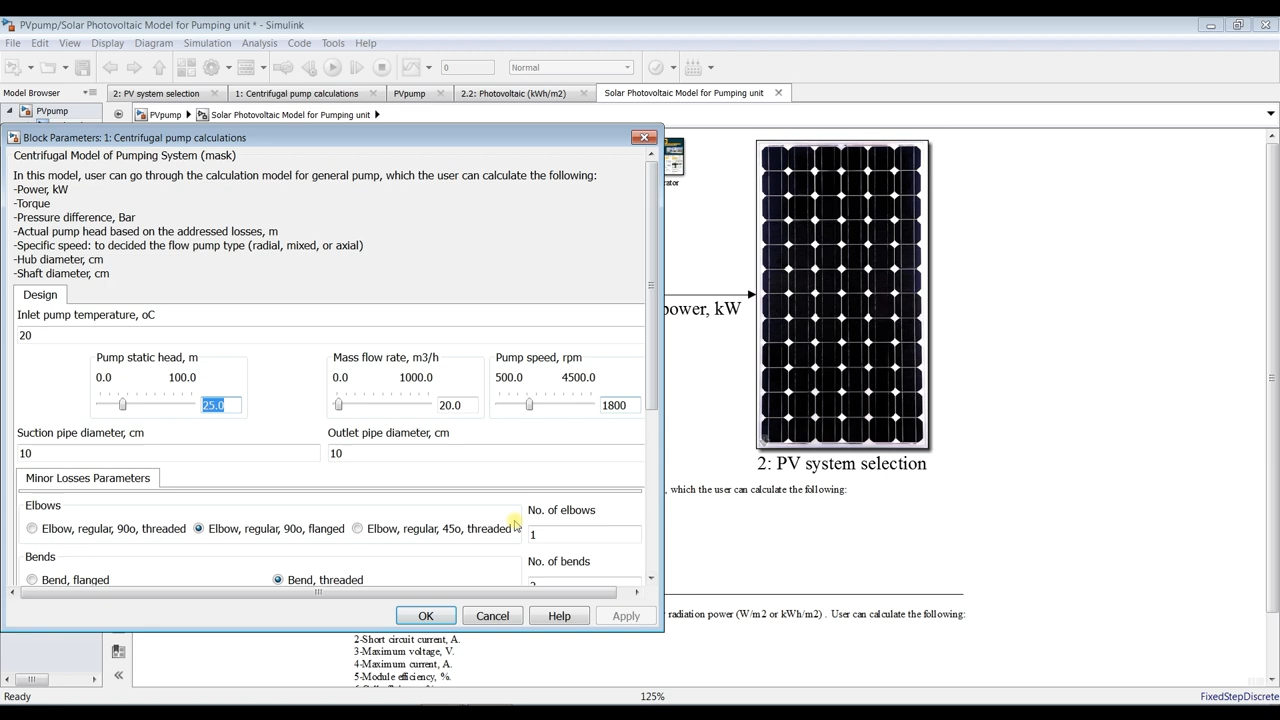 PVpump/Solar Photovoltaic Model for Pumping unit * - Simulink
File Edit View Display Diagram Simulation Analysis Code Tools Help
0 Normal
Model Browser 2: PV system selection 1: Centrifugal pump calculations PVpump 2.2: Photovoltaic (kWh/m2) Solar Photovoltaic Model for Pumping unit
PVpump PVpump Solar Photovoltaic Model for Pumping unit
Block Parameters: 1: Centrifugal pump calculations
Centrifugal Model of Pumping System (mask)
In this model, user can go through the calculation model for general pump, which the user can calculate the following:
-Power, kW
-Torque
-Pressure difference, Bar
-Actual pump head based on the addressed losses, m
-Specific speed: to decided the flow pump type (radial, mixed, or axial)
-Hub diameter, cm
-Shaft diameter, cm
Design
Inlet pump temperature, oC
20
Pump static head, m Mass flow rate, m3/h Pump speed, rpm
0.0 100.0 0.0 1000.0 500.0 4500.0
25.0 20.0 1800
Suction pipe diameter, cm Outlet pipe diameter, cm
10 10
Minor Losses Parameters
Elbows No. of elbows
Elbow, regular, 90o, threaded Elbow, regular, 90o, flanged Elbow, regular, 45o, threaded 1
Bends No. of bends
Bend, flanged Bend, threaded
OK Cancel Help Apply
rator
power, kW
2: PV system selection
, which the user can calculate the following:
radiation power (W/m2 or kWh/m2) . User can calculate the following:
2-Short circuit current, A.
3-Maximum voltage, V.
4-Maximum current, A.
5-Module efficiency, %.
Ready 125% FixedStepDiscrete